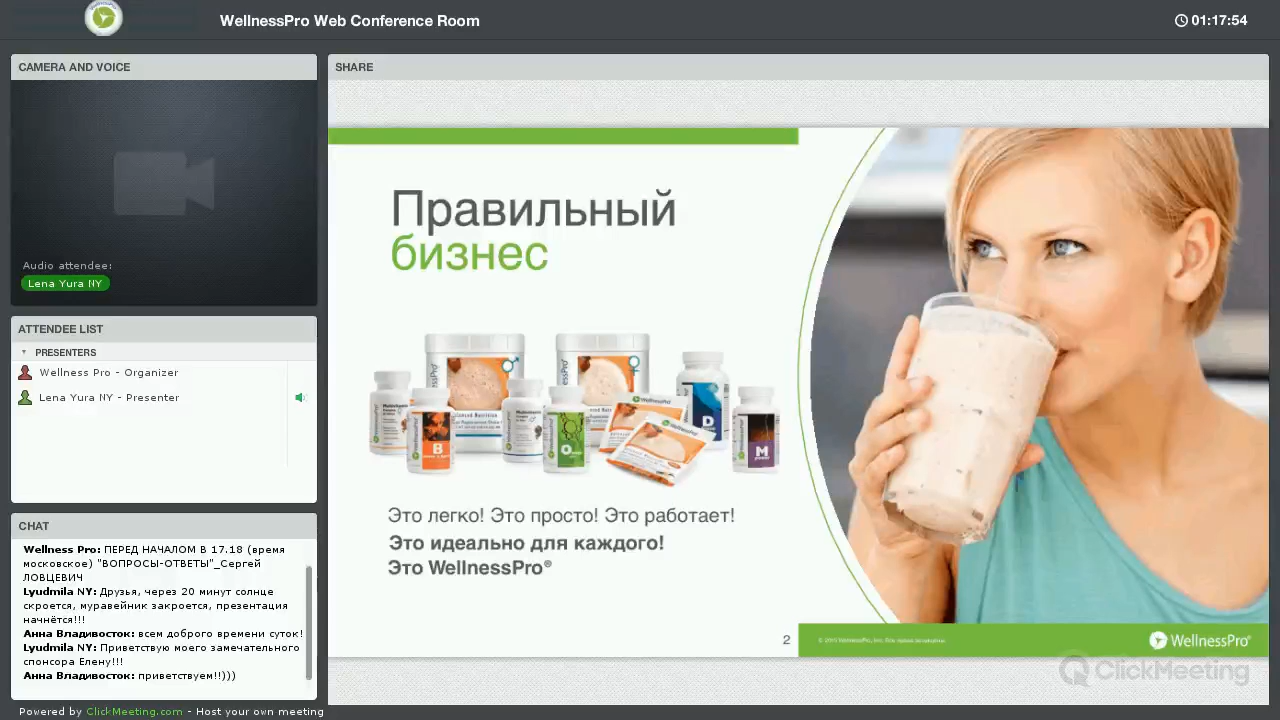 WellnessPro Web Conference Room
01:17:54
CAMERA AND VOICE
Audio attendee:
Lena Yura NY
ATTENDEE LIST
PRESENTERS
Wellness Pro - Organizer
Lena Yura NY - Presenter
CHAT
Wellness Pro: ПЕРЕД НАЧАЛОМ В 17.18 (время
московское) "ВОПРОСЫ-ОТВЕТЫ"_Сергей
ЛОВЦЕВИЧ
Lyudmila NY: Друзья, через 20 минут солнце
скроется, муравейник закроется, презентация
начнётся!!!
Анна Владивосток: всем доброго времени суток!
Lyudmila NY: Приветствую моего замечательного
спонсора Елену!!!
Анна Владивосток: приветствуем!!)))
Powered by ClickMeeting.com - Host your own meeting
SHARE
Правильный
бизнес
B
O
D
M
Это легко! Это просто! Это работает!
Это идеально для каждого!
Это WellnessPro®
2
WellnessPro®
ClickMeeting